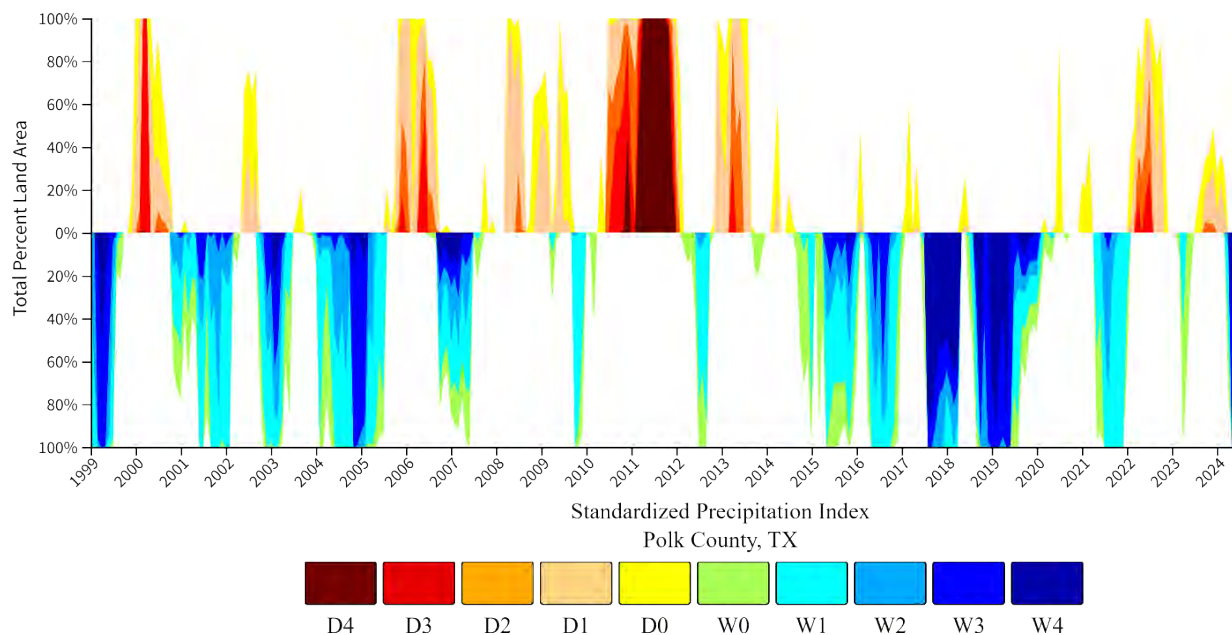 Total Percent Land Area
100%
80%
60%
40%
20%
0%
20%
40%
60%
80%
100%
1999 2000 2001 2002 2003 2004 2005 2006 2007 2008 2009 2010 2011 2012 2013 2014 2015 2016 2017 2018 2019 2020 2021 2022 2023 2024
Standardized Precipitation Index
Polk County, TX
D4 D3 D2 D1 D0 W0 W1 W2 W3 W4